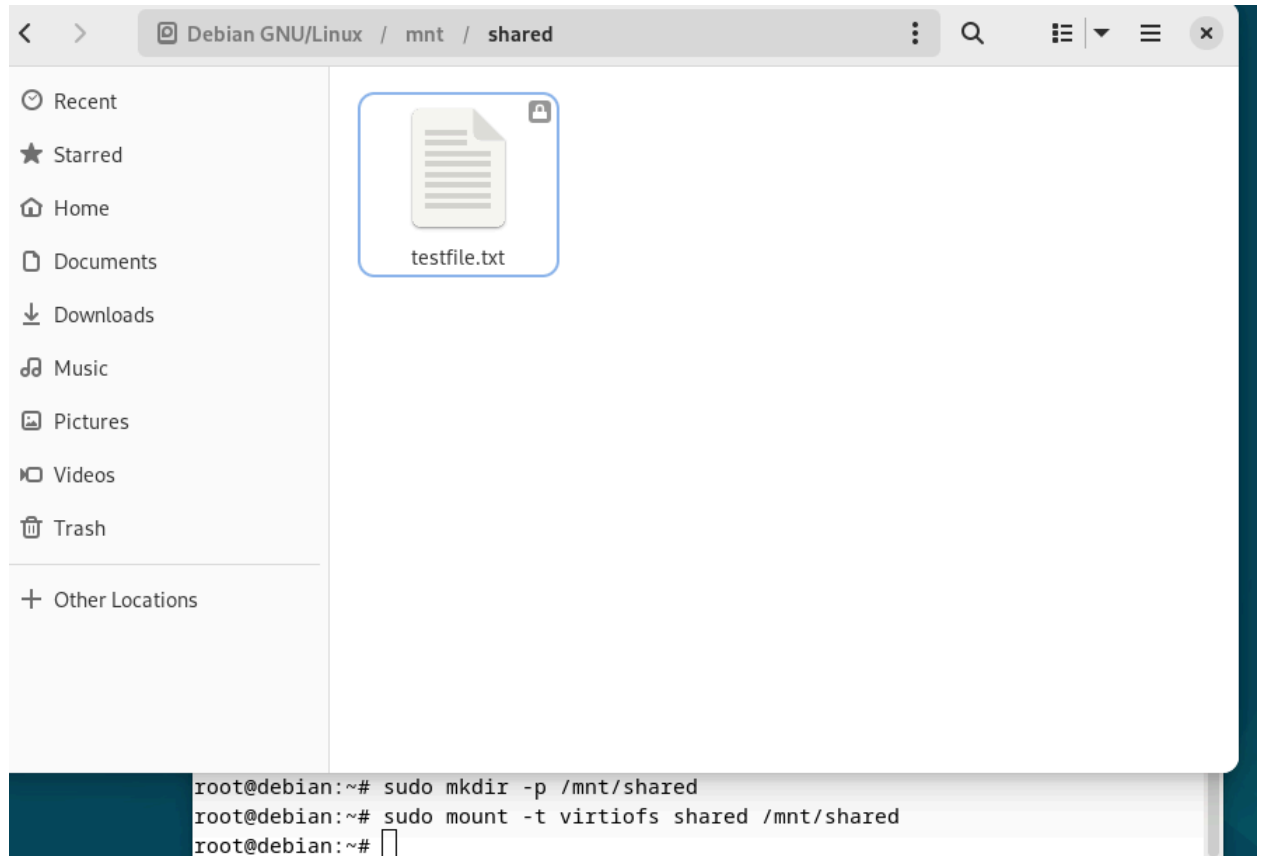 Debian GNU/Linux / mnt / shared
Recent
Starred
Home
Documents
Downloads
Music
Pictures
Videos
Trash
Other Locations
testfile.txt
root@debian:~# sudo mkdir -p /mnt/shared
root@debian:~# sudo mount -t virtiofs shared /mnt/shared
root@debian:~#